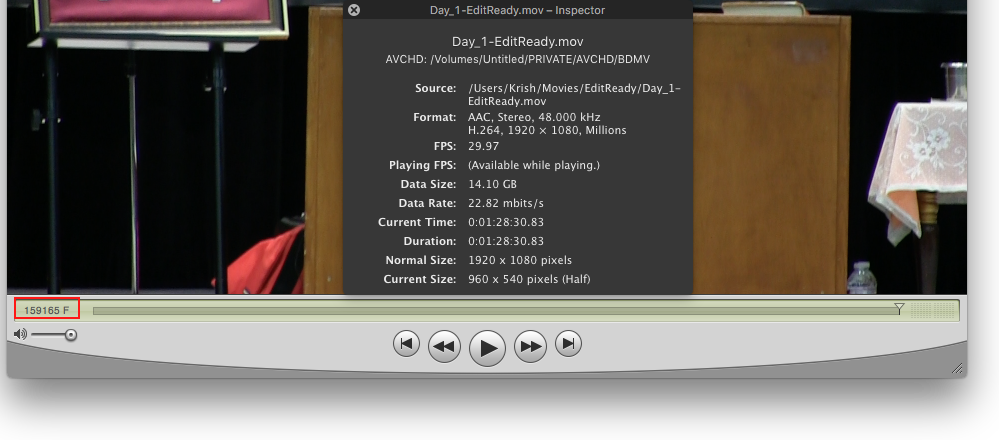 Day_1-EditReady.mov – Inspector
Day_1-EditReady.mov
AVCHD: /Volumes/Untitled/PRIVATE/AVCHD/BDMV
Source: /Users/Krish/Movies/EditReady/Day_1-
EditReady.mov
Format: AAC, Stereo, 48.000 kHz
H.264, 1920 × 1080, Millions
FPS: 29.97
Playing FPS: (Available while playing.)
Data Size: 14.10 GB
Data Rate: 22.82 mbits/s
Current Time: 0:01:28:30.83
Duration: 0:01:28:30.83
Normal Size: 1920 x 1080 pixels
Current Size: 960 x 540 pixels (Half)
159165 F